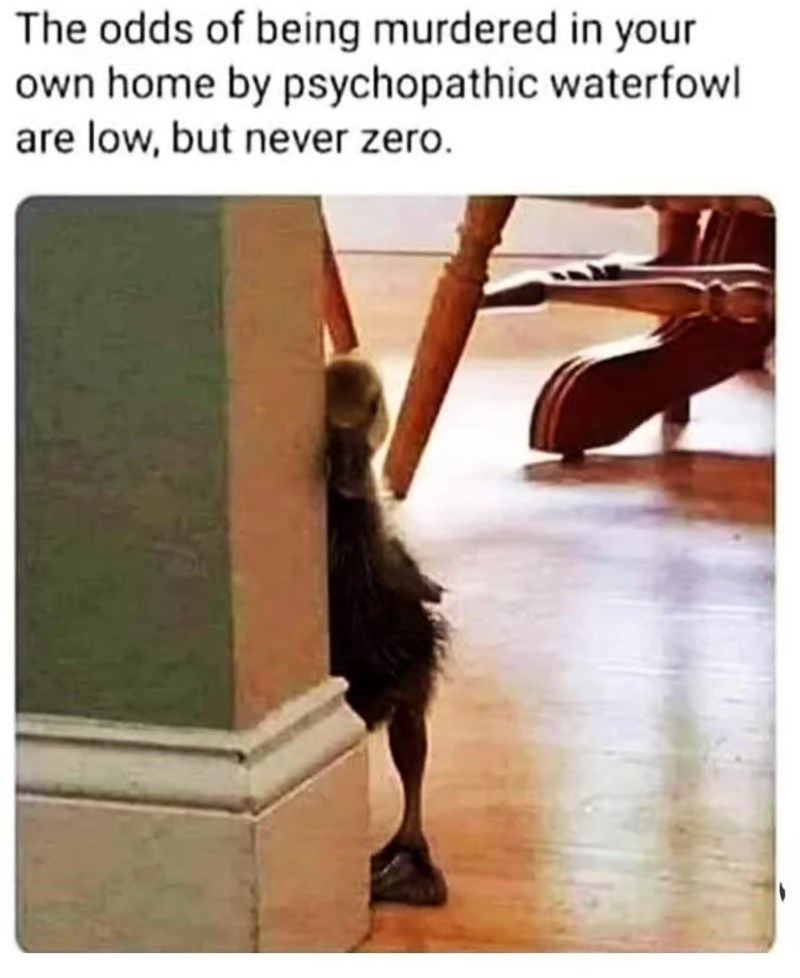 The odds of being murdered in your
own home by psychopathic waterfowl
are low, but never zero.